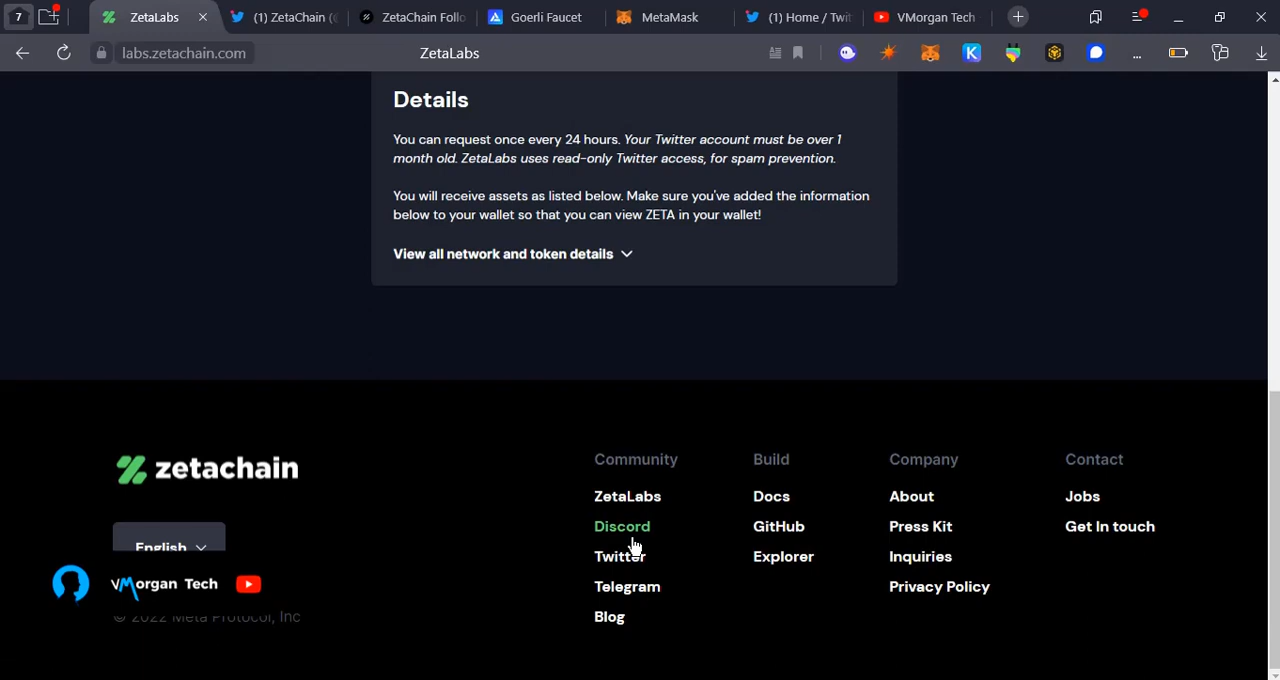 7
ZetaLabs
(1) ZetaChain (
ZetaChain Follo
Goerli Faucet
MetaMask
(1) Home / Twit
VMorgan Tech
labs.zetachain.com
ZetaLabs
Details
You can request once every 24 hours. Your Twitter account must be over 1
month old. ZetaLabs uses read-only Twitter access, for spam prevention.
You will receive assets as listed below. Make sure you've added the information
below to your wallet so that you can view ZETA in your wallet!
View all network and token details
zetachain
English
VMorgan Tech
© 2022 Meta Protocol, Inc
Community
ZetaLabs
Discord
Twitter
Telegram
Blog
Build
Docs
GitHub
Explorer
Company
About
Press Kit
Inquiries
Privacy Policy
Contact
Jobs
Get In touch